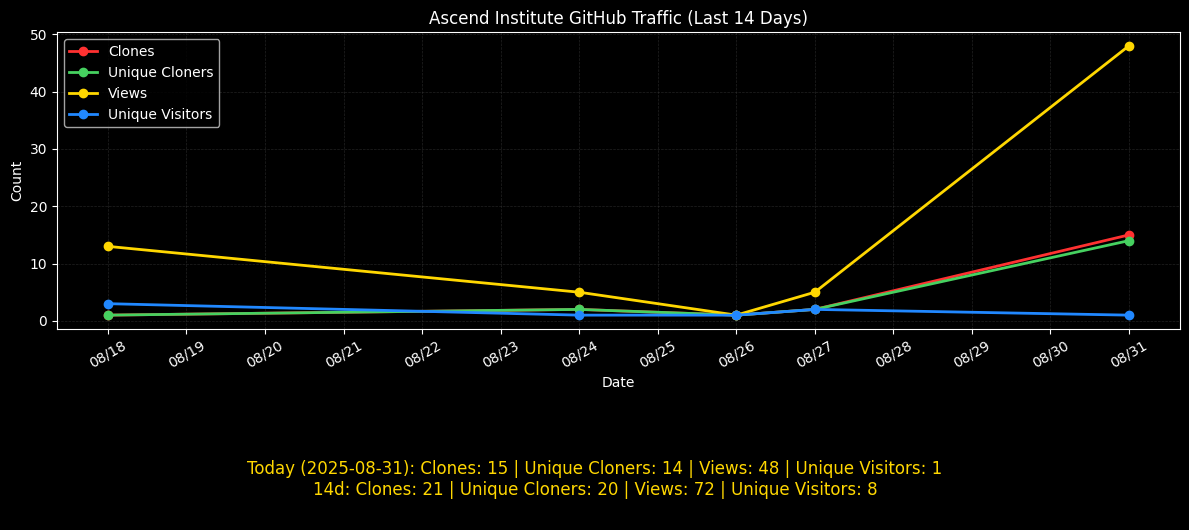 Ascend Institute GitHub Traffic (Last 14 Days)
Clones
Unique Cloners
Views
Unique Visitors
Count
50
40
30
20
10
0
08/18
08/19
08/20
08/21
08/22
08/23
08/24
08/25
08/26
08/27
08/28
08/29
08/30
08/31
Date
Today (2025-08-31): Clones: 15 | Unique Cloners: 14 | Views: 48 | Unique Visitors: 1
14d: Clones: 21 | Unique Cloners: 20 | Views: 72 | Unique Visitors: 8